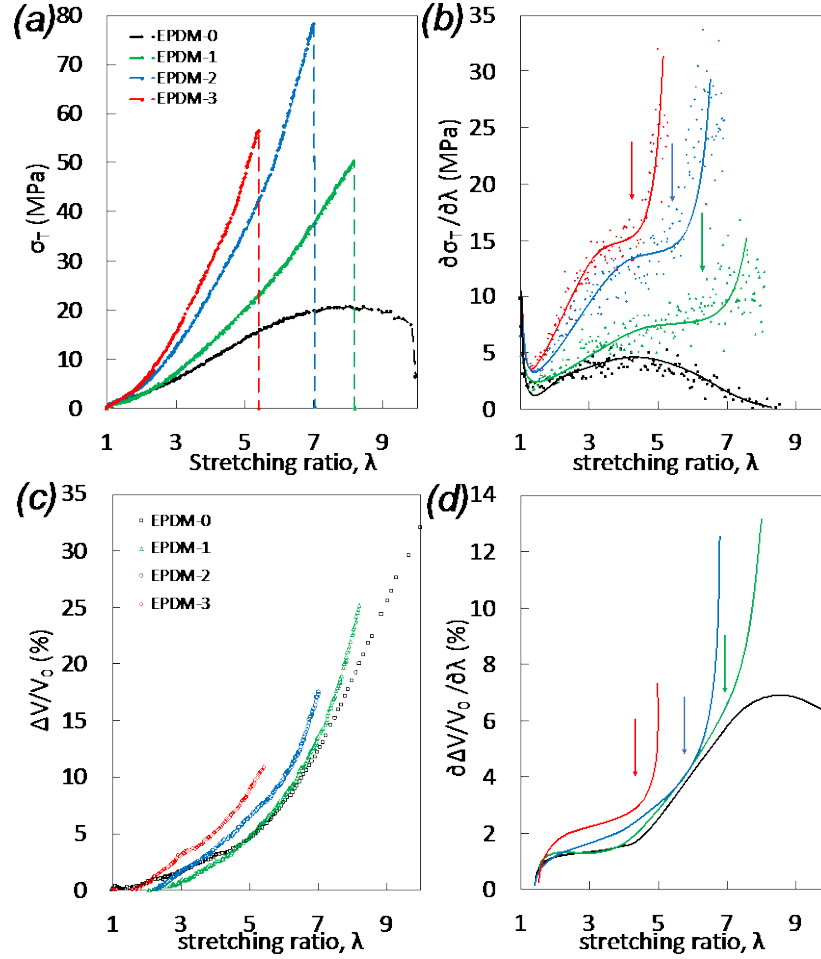 (a)
80
70
60
50
40
30
20
10
0
σT (MPa)
EPDM-0
EPDM-1
EPDM-2
EPDM-3
1 3 5 7 9
Stretching ratio, λ
(b)
35
30
25
20
15
10
5
0
∂σT/∂λ (MPa)
1 3 5 7 9
stretching ratio, λ
(c)
35
30
25
20
15
10
5
0
ΔV/V0 (%)
EPDM-0
EPDM-1
EPDM-2
EPDM-3
1 3 5 7 9
stretching ratio, λ
(d)
14
12
10
8
6
4
2
0
∂ΔV/V0 /∂λ (%)
1 3 5 7 9
stretching ratio, λ